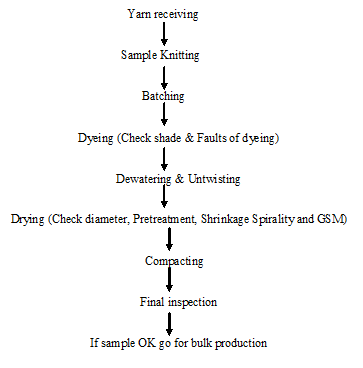 Yarn receiving
Sample Knitting
Batching
Dyeing (Check shade & Faults of dyeing)
Dewatering & Untwisting
Drying (Check diameter, Pretreatment, Shrinkage Spirality and GSM)
Compacting
Final inspection
If sample OK go for bulk production